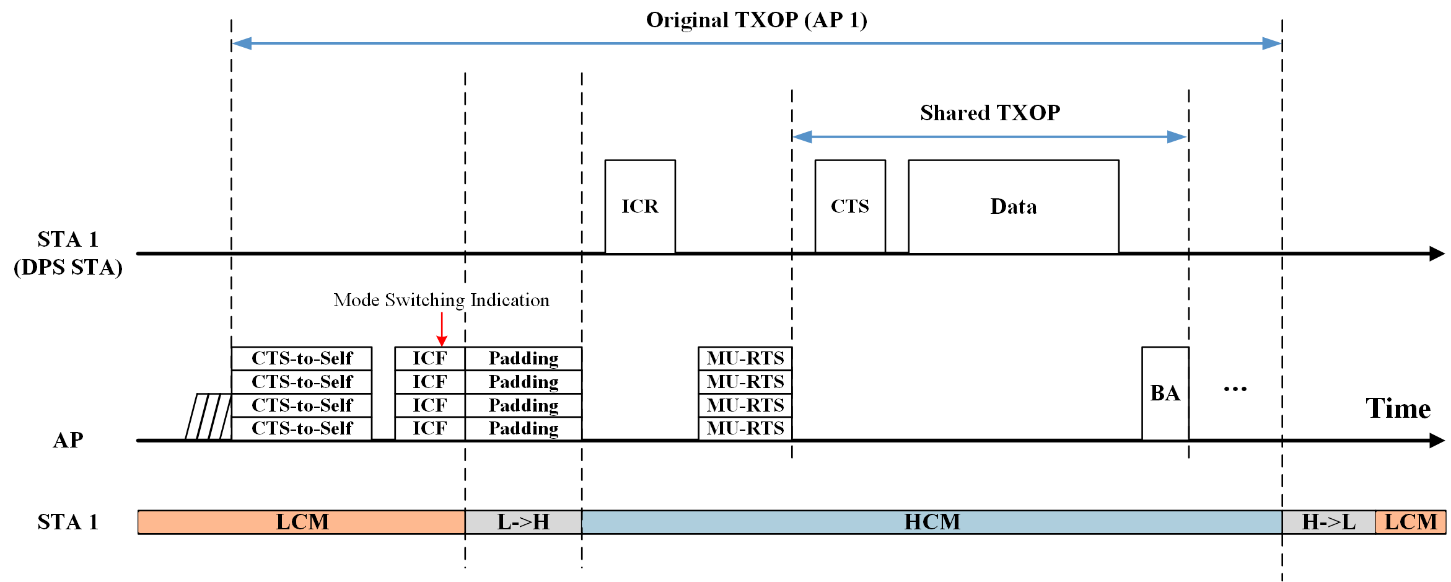 Original TXOP (AP 1)
Shared TXOP
ICR
CTS
Data
STA 1
(DPS STA)
Mode Switching Indication
CTS-to-Self ICF Padding MU-RTS
CTS-to-Self ICF Padding MU-RTS
CTS-to-Self ICF Padding MU-RTS
CTS-to-Self ICF Padding MU-RTS
BA
...
Time
AP
STA 1 LCM L->H HCM H->L LCM